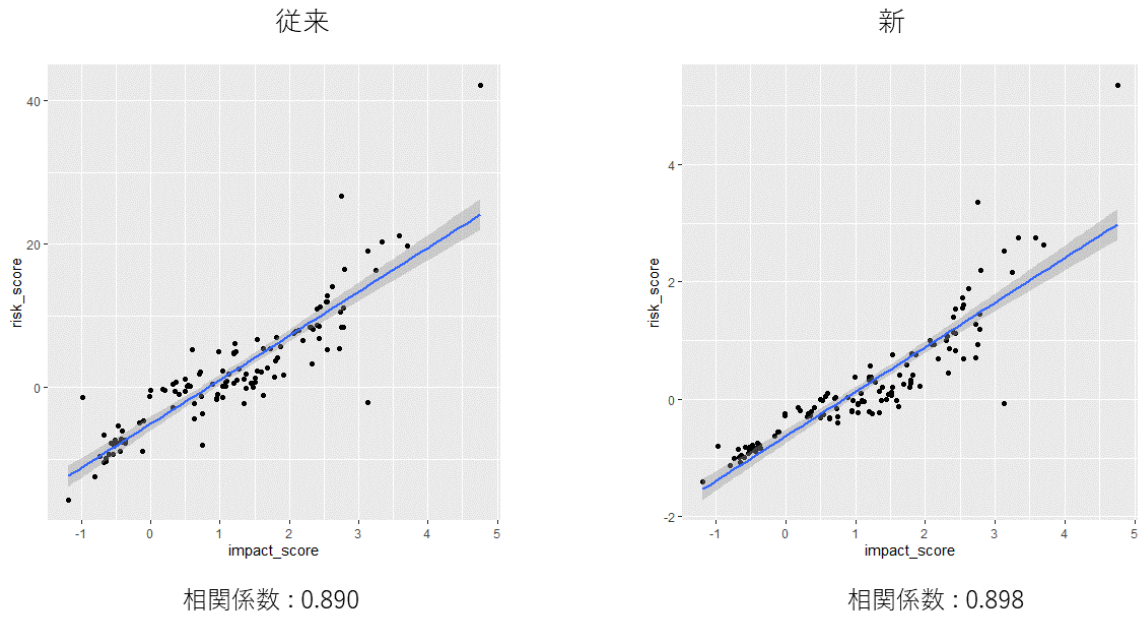 従来
40
20
0
risk_score
-1 0 1 2 3 4 5
impact_score
相関係数 : 0.890
新
4
2
0
-2
risk_score
-1 0 1 2 3 4 5
impact_score
相関係数 : 0.898